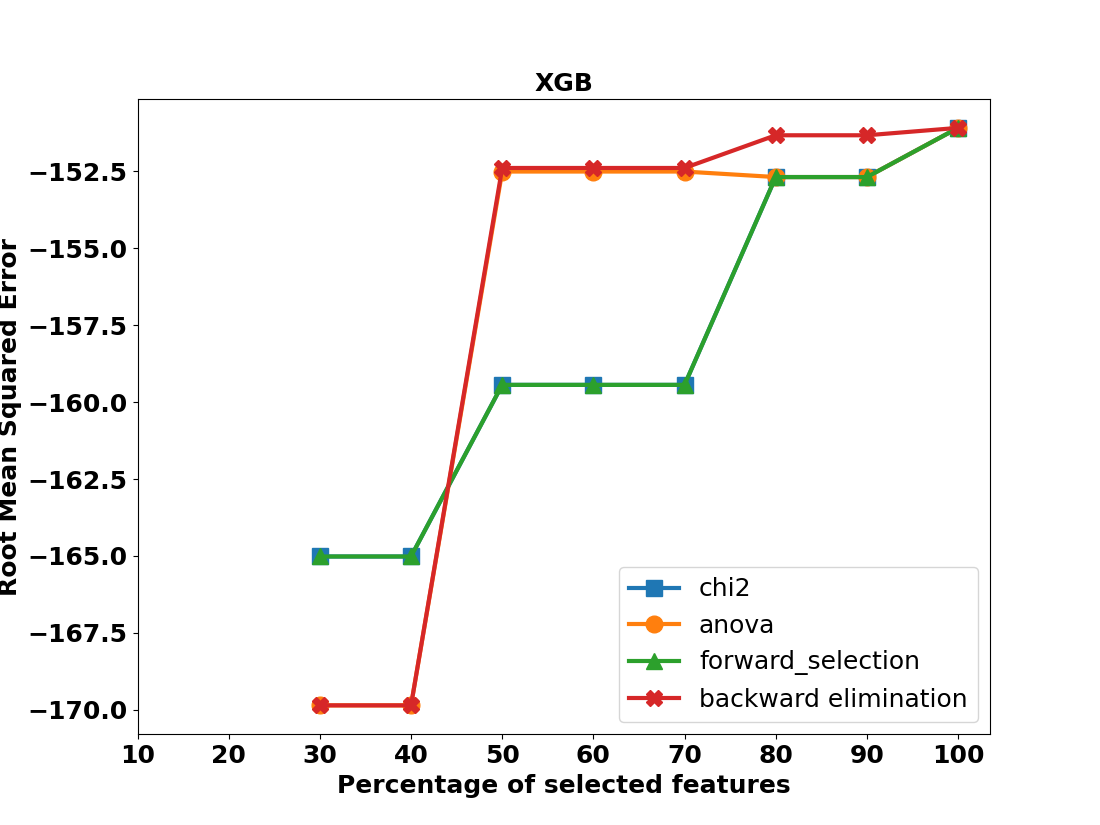 XGB
Root Mean Squared Error
−152.5
−155.0
−157.5
−160.0
−162.5
−165.0
−167.5
−170.0
chi2
anova
forward_selection
backward elimination
10 20 30 40 50 60 70 80 90 100
Percentage of selected features